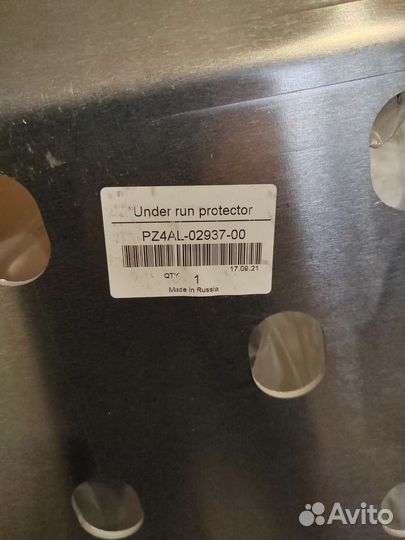 Under run protector
PZ4AL-02937-00
QTY 17.09.21
1
Made in Russia
Avito